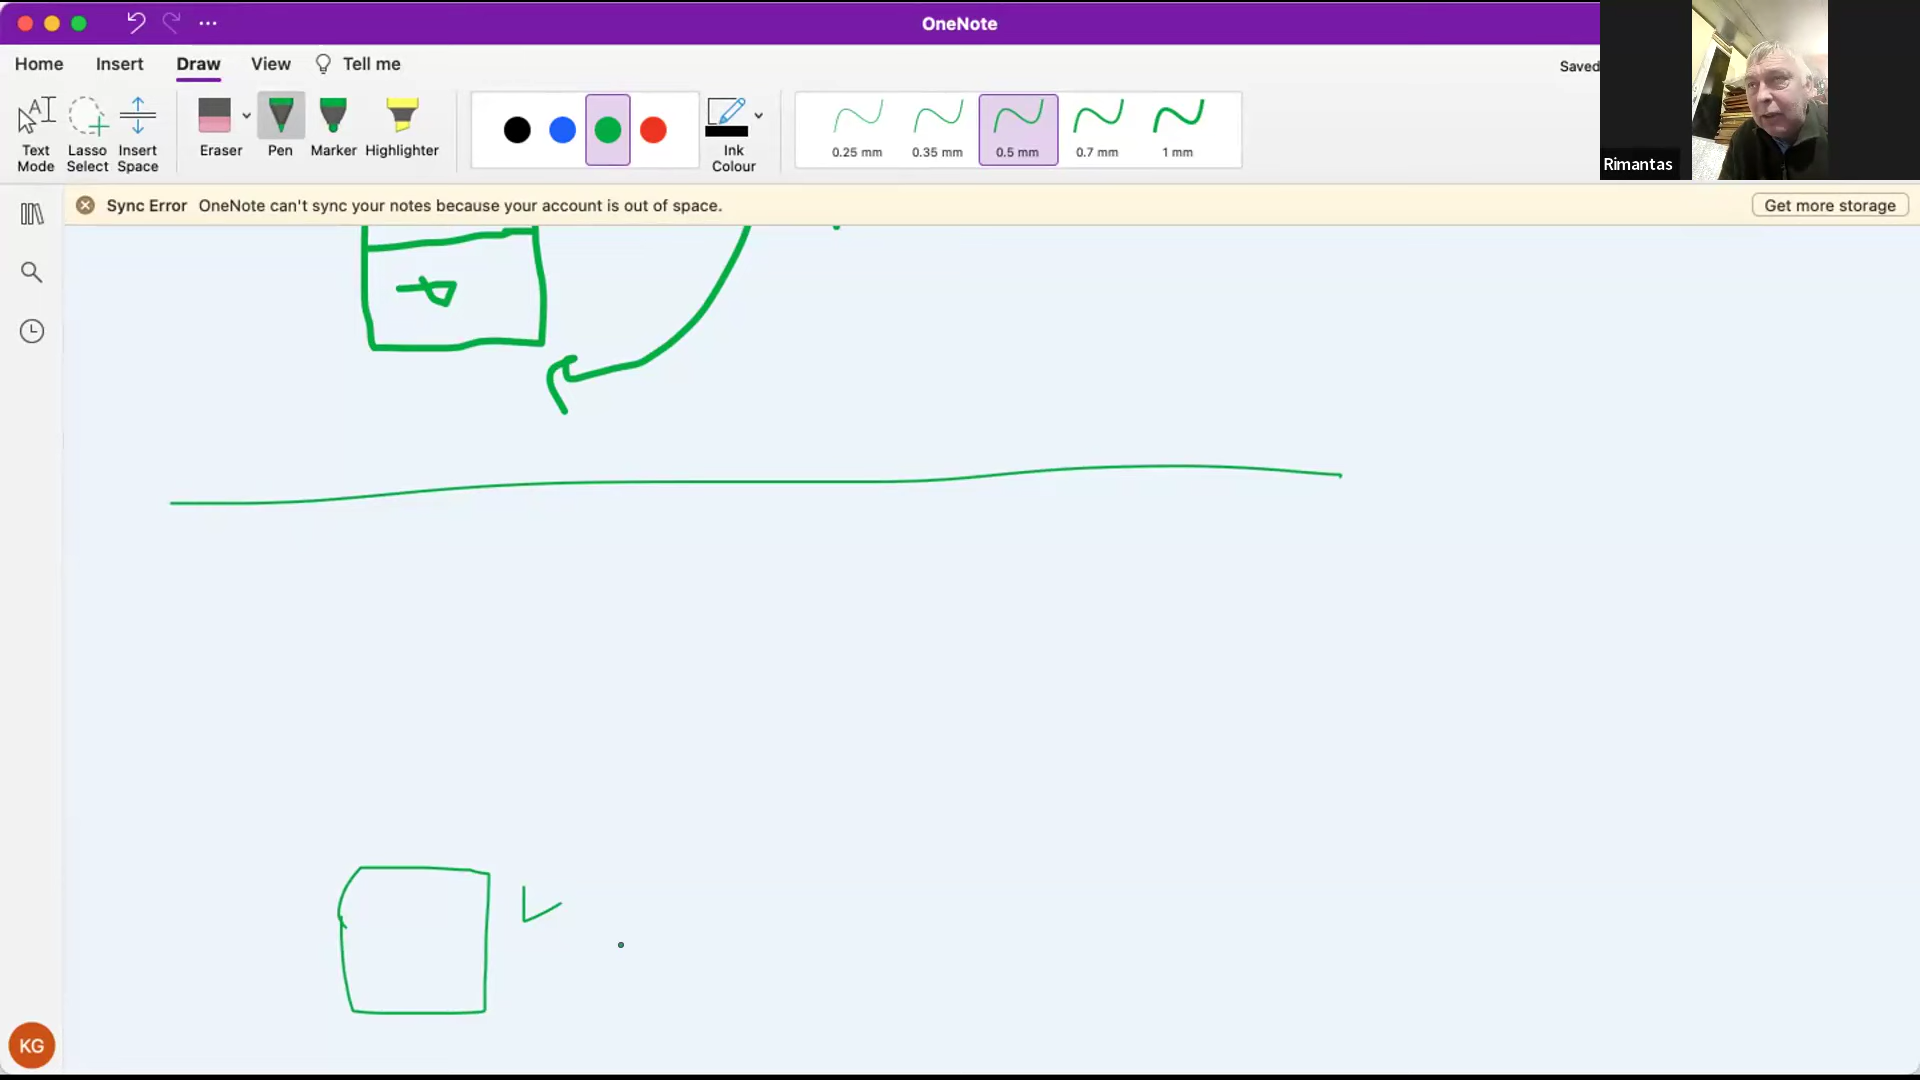 OneNote
Home Insert Draw View Tell me
Saved
Text Mode
Lasso Select
Insert Space
Eraser
Pen
Marker
Highlighter
Ink Colour
0.25 mm
0.35 mm
0.5 mm
0.7 mm
1 mm
Rimantas
Sync Error OneNote can't sync your notes because your account is out of space.
Get more storage
KG